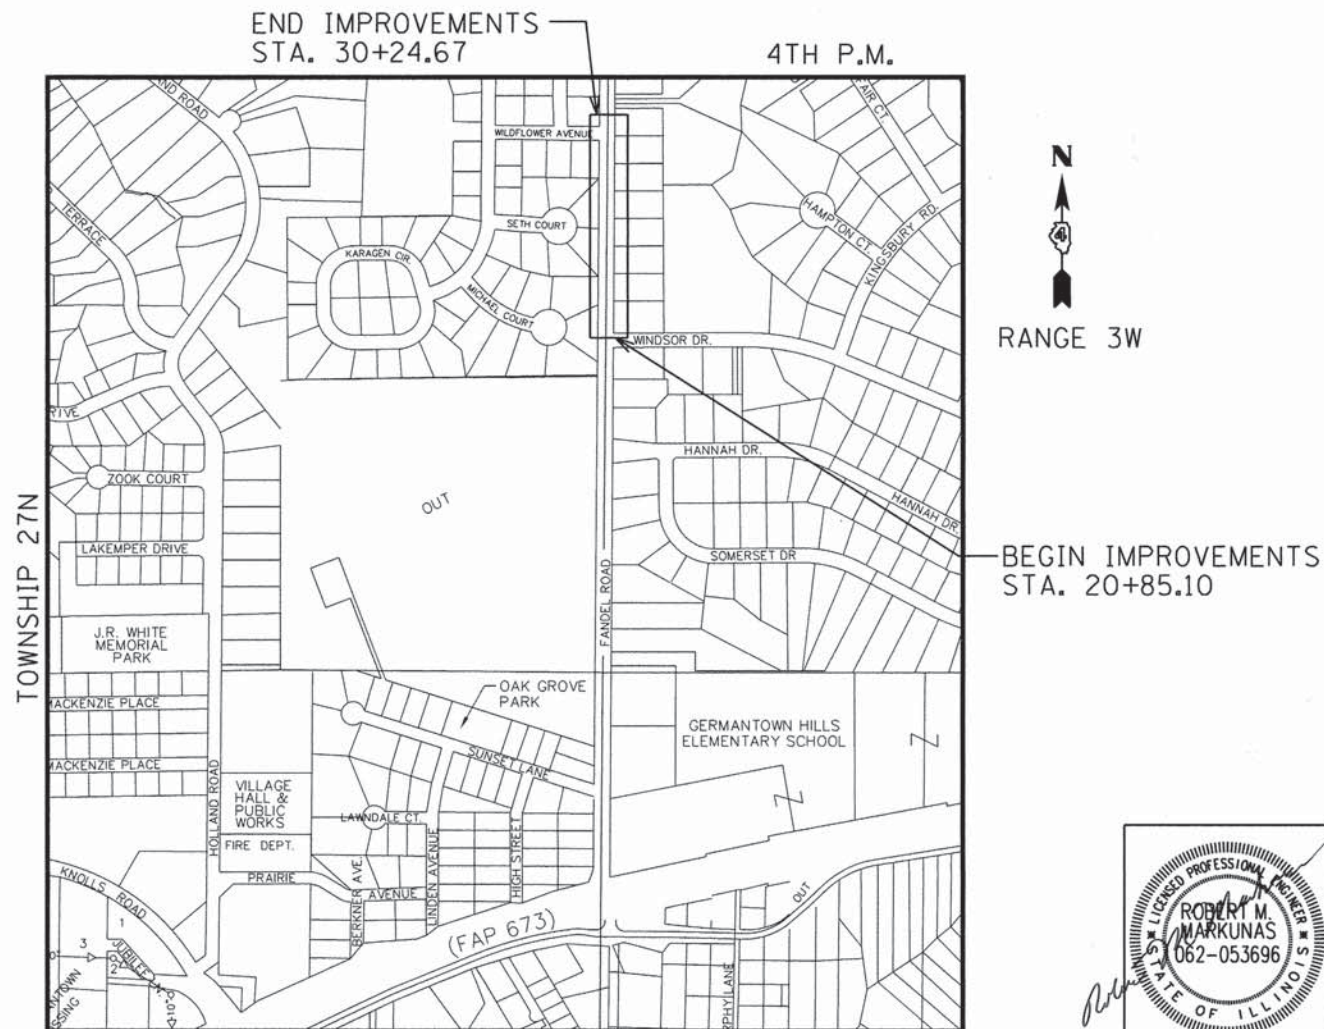 END IMPROVEMENTS
STA. 30+24.67
4TH P.M.
WILDFLOWER AVENUE
TERRACE
SETH COURT
KARAGEN CIR.
MICHAEL COURT
HAMPTON CT.
KINGSBURY RD.
N
4
RANGE 3W
WINDSOR DR.
ZOOK COURT
HANNAH DR.
HANNAH DR.
OUT
LAKEMPER DRIVE
SOMERSET DR
FANDEL ROAD
BEGIN IMPROVEMENTS
STA. 20+85.10
TOWNSHIP 27N
J.R. WHITE
MEMORIAL
PARK
OAK GROVE
PARK
MACKENZIE PLACE
GERMANTOWN HILLS
ELEMENTARY SCHOOL
SUNSET LANE
MACKENZIE PLACE
HOLLAND ROAD
VILLAGE
HALL &
PUBLIC
WORKS
LAWNDALE CT.
FIRE DEPT.
PRAIRIE
AVENUE
BERKNER AVE.
LINDEN AVENUE
HIGH STREET
KNOLLS ROAD
(FAP 673)
OUT
1
3
2
JUBILEE LN.
LICENSED PROFESSIONAL ENGINEER
ROBERT M.
MARKUNAS
062-053696
STATE OF ILLINOIS